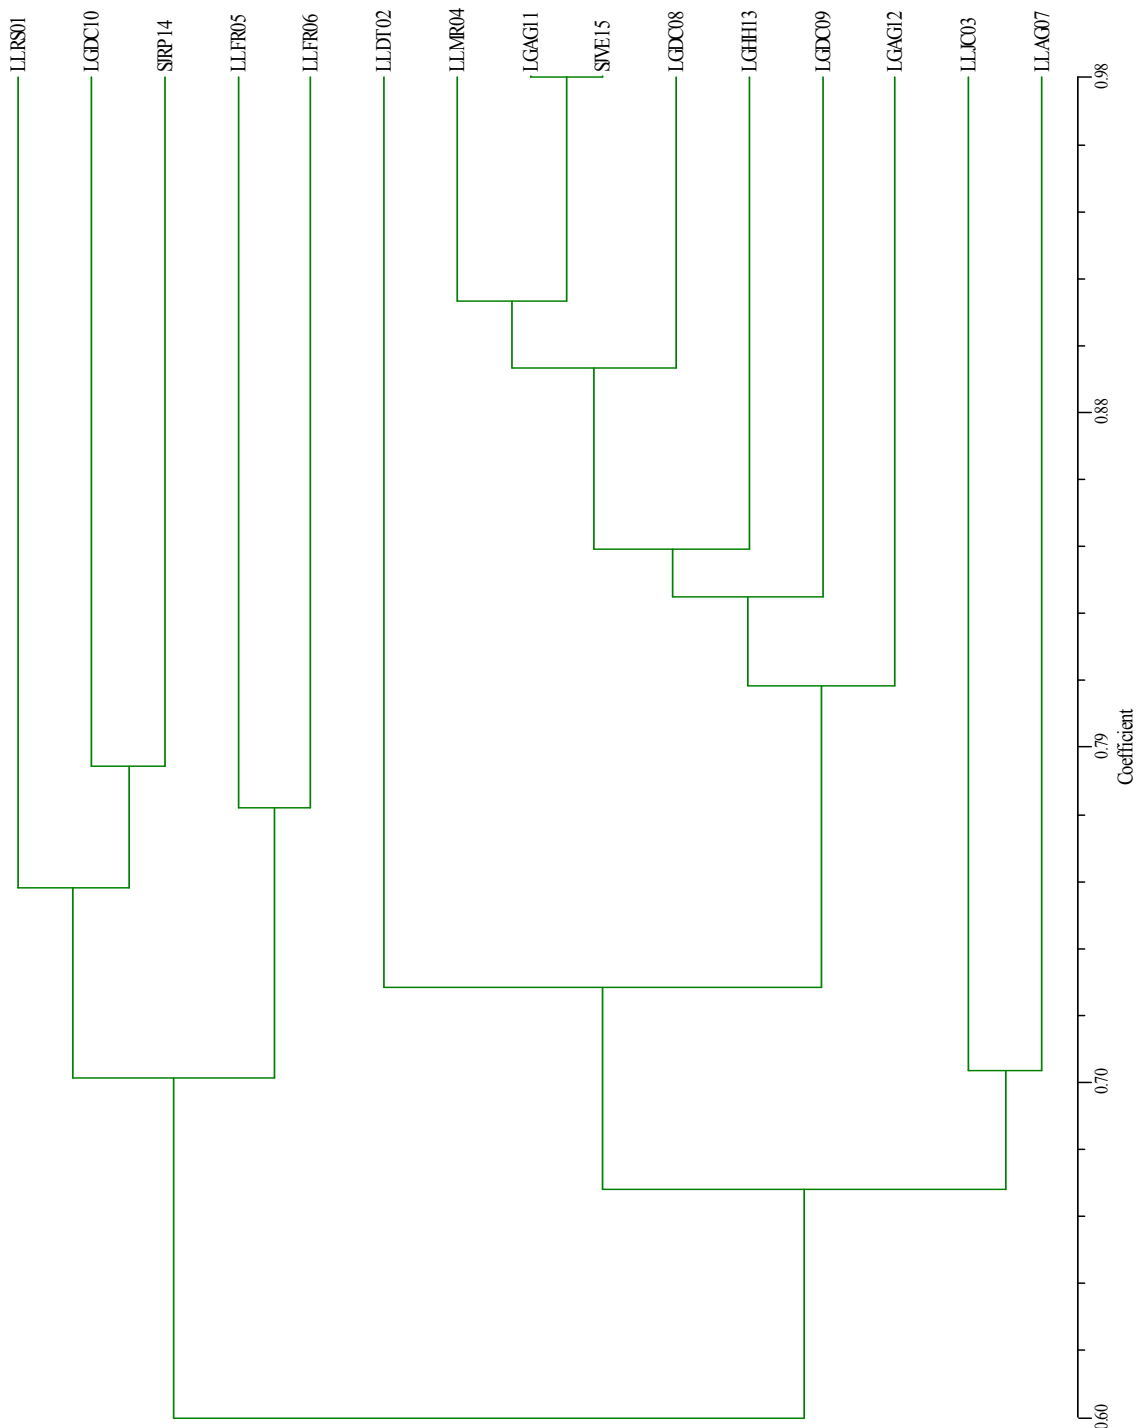 LLRS01
LGDC10
SJRP14
LLFR05
LLFR06
LLDT02
LLMR04
LGAG11
SJVE15
LGDC08
LGHH13
LGDC09
LGAG12
LLJC03
LLAG07
0.98
0.88
0.79
0.70
0.60
Coefficient